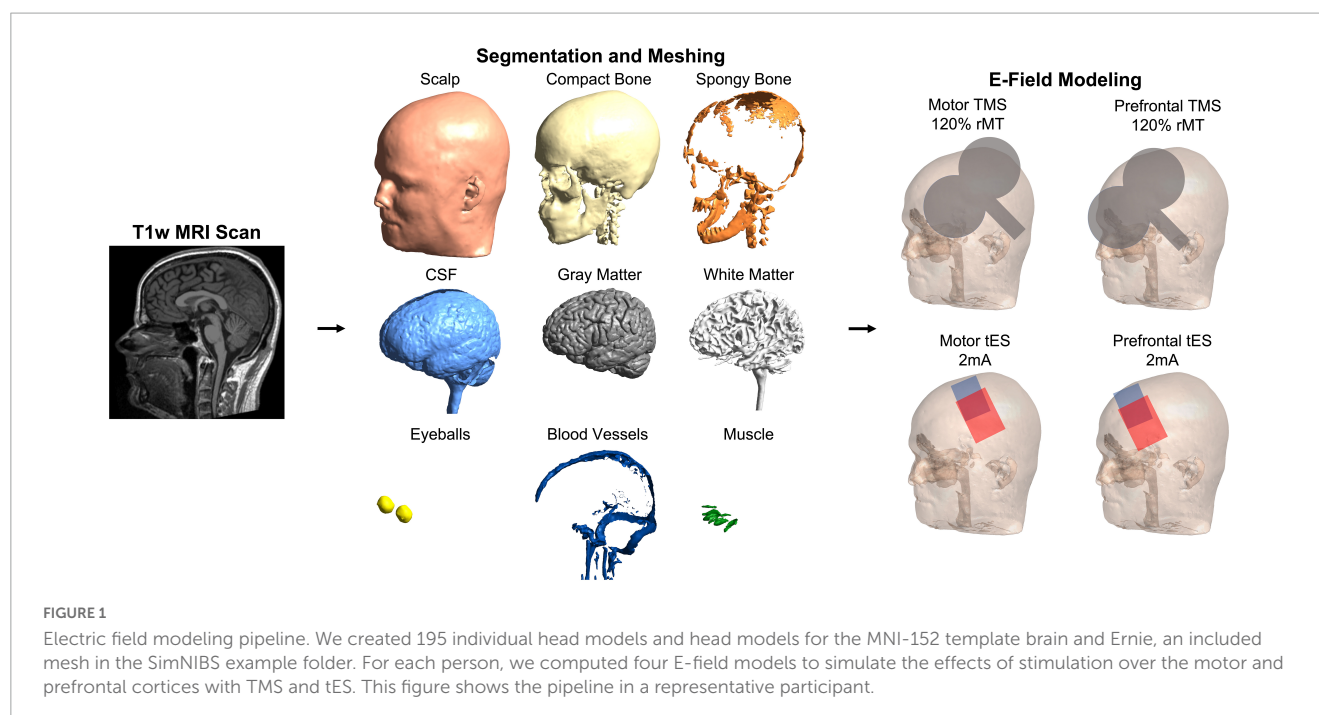 Segmentation and Meshing
Scalp
Compact Bone
Spongy Bone
E-Field Modeling
Motor TMS
120% rMT
Prefrontal TMS
120% rMT
T1w MRI Scan
CSF
Gray Matter
White Matter
Motor tES
2mA
Prefrontal tES
2mA
Eyeballs
Blood Vessels
Muscle
FIGURE 1
Electric field modeling pipeline. We created 195 individual head models and head models for the MNI-152 template brain and Ernie, an included
mesh in the SimNIBS example folder. For each person, we computed four E-field models to simulate the effects of stimulation over the motor and
prefrontal cortices with TMS and tES. This figure shows the pipeline in a representative participant.